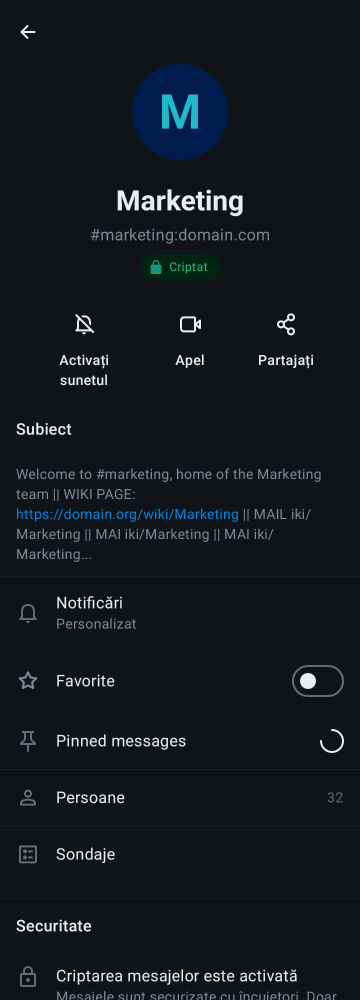 M
Marketing
#marketing:domain.com
Criptat
Activați
sunetul
Apel
Partajați
Subiect
Welcome to #marketing, home of the Marketing
team || WIKI PAGE:
https://domain.org/wiki/Marketing || MAIL iki/
Marketing || MAI iki/Marketing || MAI iki/
Marketing...
Notificări
Personalizat
Favorite
Pinned messages
Persoane
32
Sondaje
Securitate
Criptarea mesajelor este activată
Mesajele sunt securizate cu încuietori. Doar